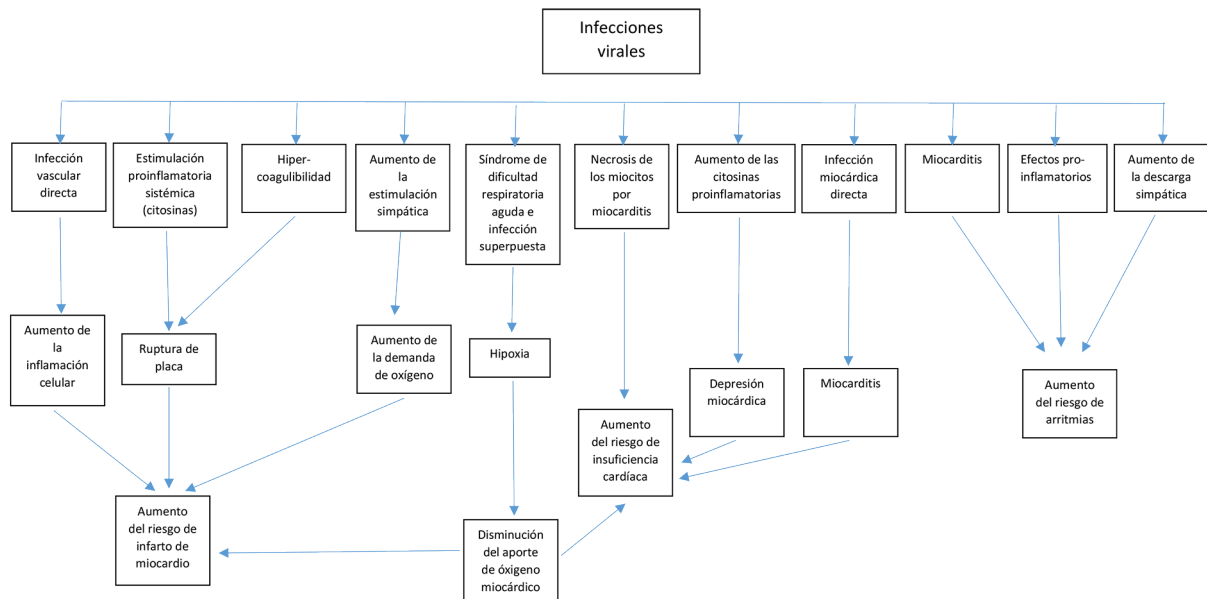 Infecciones
virales
Infección
vascular
directa
Estimulación
proinflamatoria
sistémica
(citosinas)
Hiper-
coagulibilidad
Aumento de
la
estimulación
simpática
Síndrome de
dificultad
respiratoria
aguda e
infección
superpuesta
Necrosis de
los miocitos por
miocarditis
Aumento de las
citosinas
proinflamatorias
Infección
miocárdica
directa
Miocarditis
Efectos pro-
inflamatorios
Aumento de
la descarga
simpática
Aumento de
la
inflamación
celular
Ruptura de
placa
Aumento de
la demanda
de oxígeno
Hipoxia
Depresión
miocárdica
Miocarditis
Aumento
del riesgo de
arritmias
Aumento
del riesgo de
insuficiencia
cardíaca
Aumento
del riesgo de
infarto de
miocardio
Disminución
del aporte
de óxigeno
miocárdico